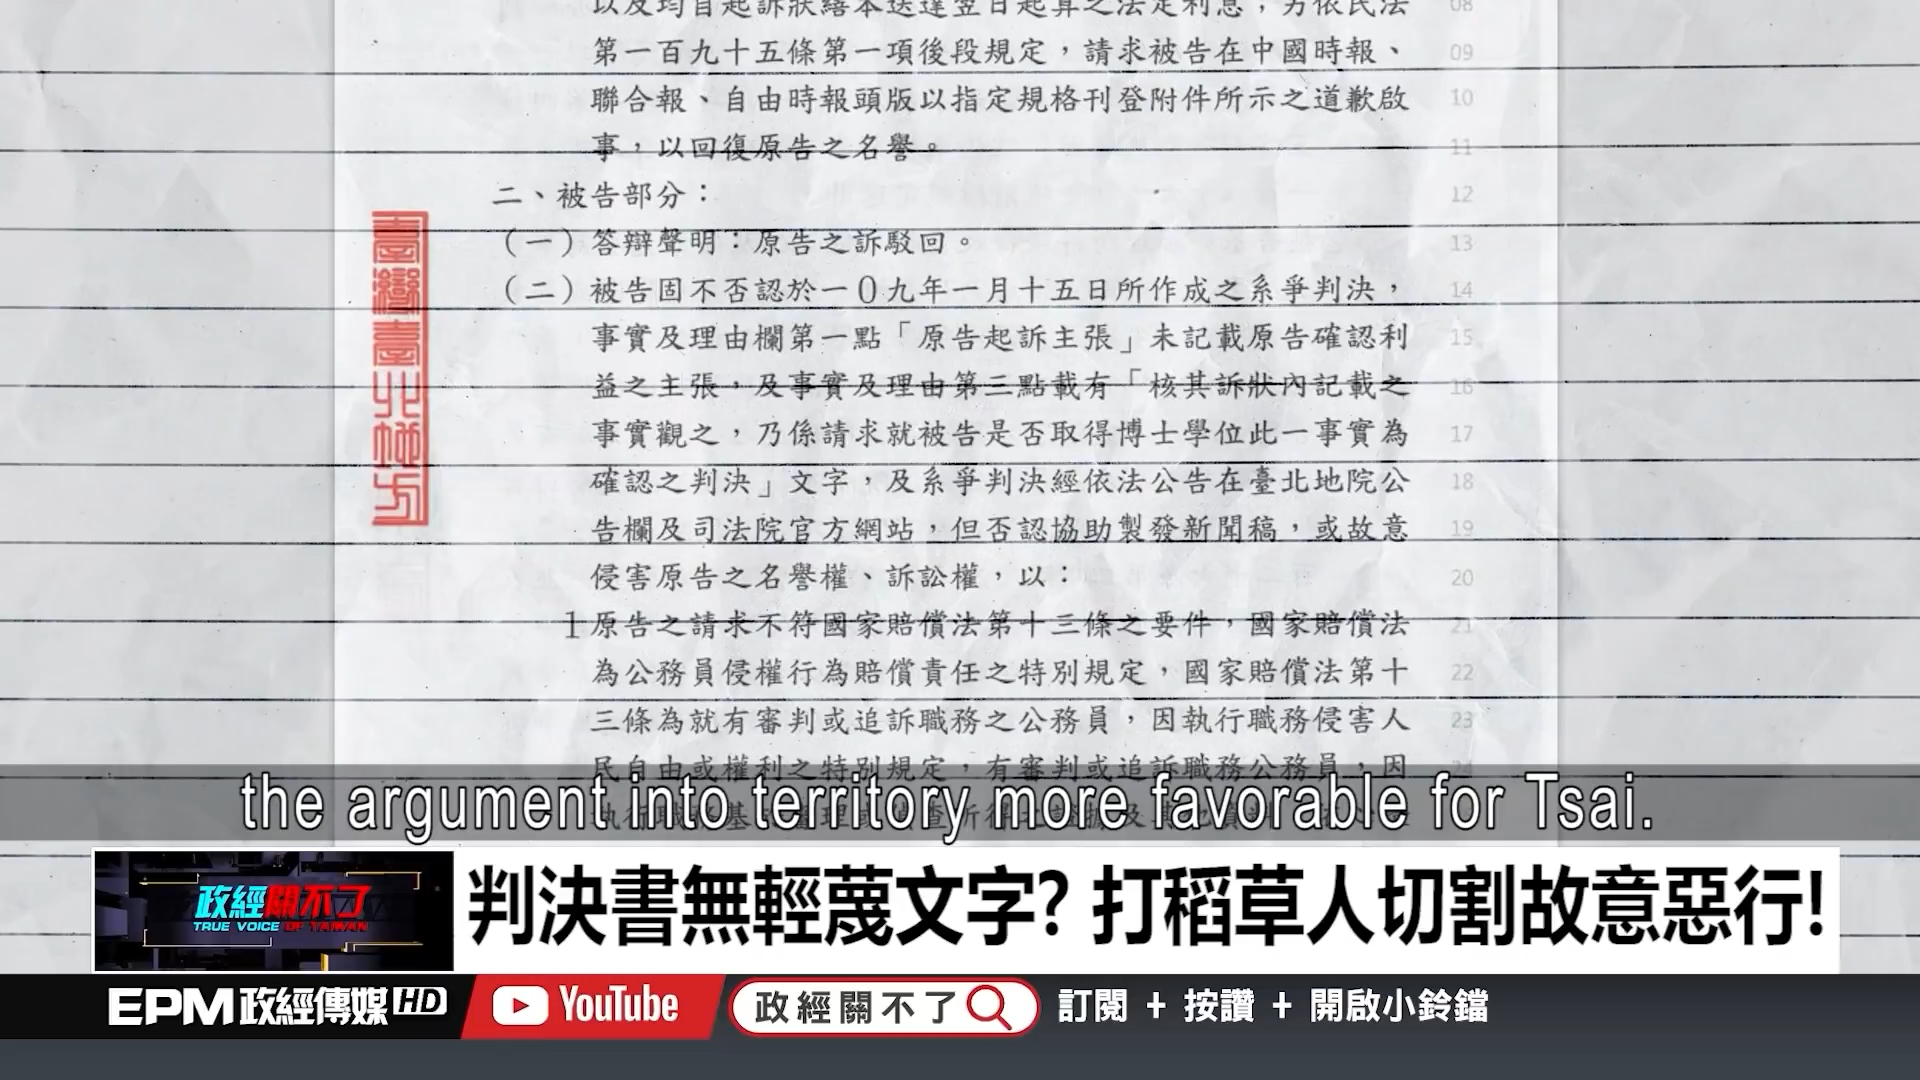 以及均自起訴狀繕本送達翌日起算之法定利息；另依民法 08
第一百九十五條第一項後段規定，請求被告在中國時報、 09
聯合報、自由時報頭版以指定規格刊登附件所示之道歉啟 10
事，以回復原告之名譽。 11
二、被告部分： 12
（一）答辯聲明：原告之訴駁回。 13
（二）被告固不否認於一0九年一月十五日所作成之系爭判決， 14
事實及理由欄第一點「原告起訴主張」未記載原告確認利 15
益之主張，及事實及理由第三點載有「核其訴狀內記載之 16
事實觀之，乃係請求就被告是否取得博士學位此一事實為 17
確認之判決」文字，及系爭判決經依法公告在臺北地院公 18
告欄及司法院官方網站，但否認協助製發新聞稿，或故意 19
侵害原告之名譽權、訴訟權，以： 20
1原告之請求不符國家賠償法第十三條之要件，國家賠償法 21
為公務員侵權行為賠償責任之特別規定，國家賠償法第十 22
三條為就有審判或追訴職務之公務員，因執行職務侵害人 23
民自由或權利之特別規定，有審判或追訴職務公務員，因 24
臺灣臺北地方
the argument into territory more favorable for Tsai.
政經關不了
TRUE VOICE OF TAIWAN
判決書無輕蔑文字? 打稻草人切割故意惡行!
EPM政經傳媒HD
YouTube
政經關不了
訂閱 + 按讚 + 開啟小鈴鐺